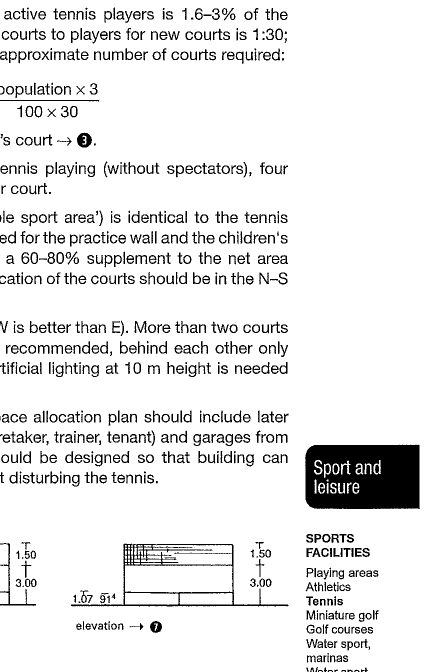 active tennis players is 1.6–3% of the
courts to players for new courts is 1:30;
approximate number of courts required:
population × 3
100 × 30
's court → 3.
ennis playing (without spectators), four
r court.
le sport area') is identical to the tennis
ed for the practice wall and the children's
a 60–80% supplement to the net area
cation of the courts should be in the N–S
W is better than E). More than two courts
recommended, behind each other only
rtificial lighting at 10 m height is needed
ace allocation plan should include later
retaker, trainer, tenant) and garages from
ould be designed so that building can
t disturbing the tennis.
Sport and
leisure
1.50
3.00
1.07 91⁴
1.50
3.00
elevation → 7
SPORTS
FACILITIES
Playing areas
Athletics
Tennis
Miniature golf
Golf courses
Water sport,
marinas
Water sport